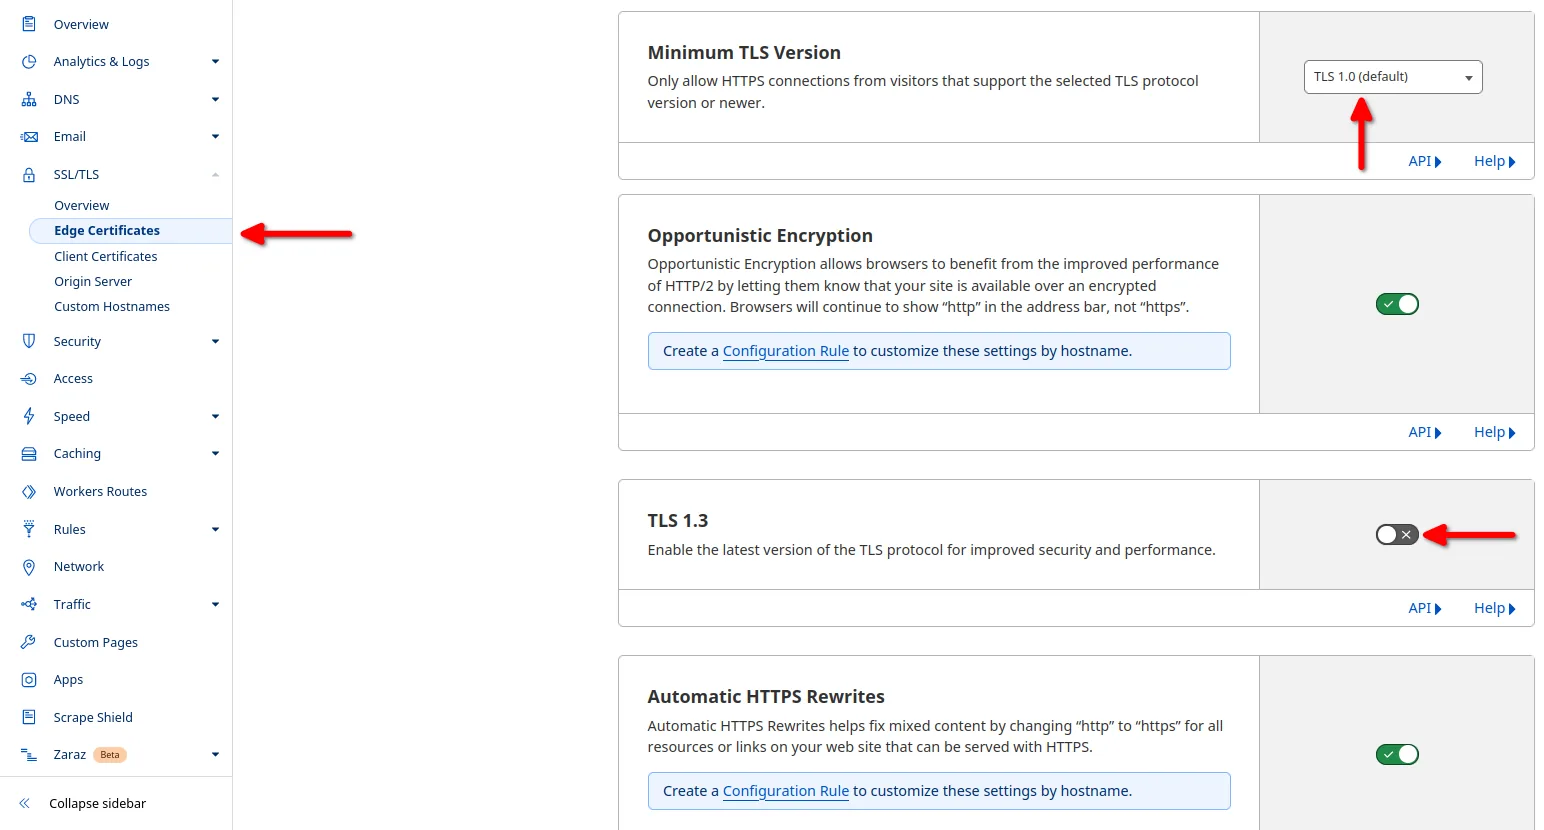 Overview
Analytics & Logs
DNS
Email
SSL/TLS
Overview
Edge Certificates
Client Certificates
Origin Server
Custom Hostnames
Security
Access
Speed
Caching
Workers Routes
Rules
Network
Traffic
Custom Pages
Apps
Scrape Shield
Zaraz Beta
Collapse sidebar
Minimum TLS Version
Only allow HTTPS connections from visitors that support the selected TLS protocol
version or newer.
TLS 1.0 (default)
API Help
Opportunistic Encryption
Opportunistic Encryption allows browsers to benefit from the improved performance
of HTTP/2 by letting them know that your site is available over an encrypted
connection. Browsers will continue to show “http” in the address bar, not “https”.
Create a Configuration Rule to customize these settings by hostname.
API Help
TLS 1.3
Enable the latest version of the TLS protocol for improved security and performance.
API Help
Automatic HTTPS Rewrites
Automatic HTTPS Rewrites helps fix mixed content by changing “http” to “https” for all
resources or links on your web site that can be served with HTTPS.
Create a Configuration Rule to customize these settings by hostname.